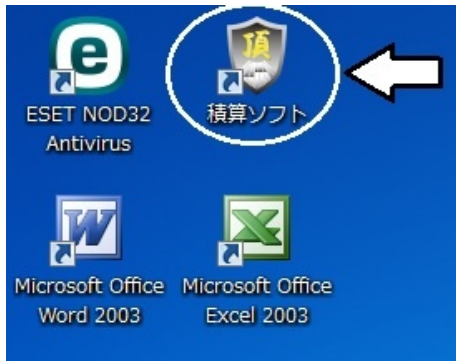 e
頂
ESET NOD32
Antivirus
積算ソフト
W
X
Microsoft Office
Word 2003
Microsoft Office
Excel 2003